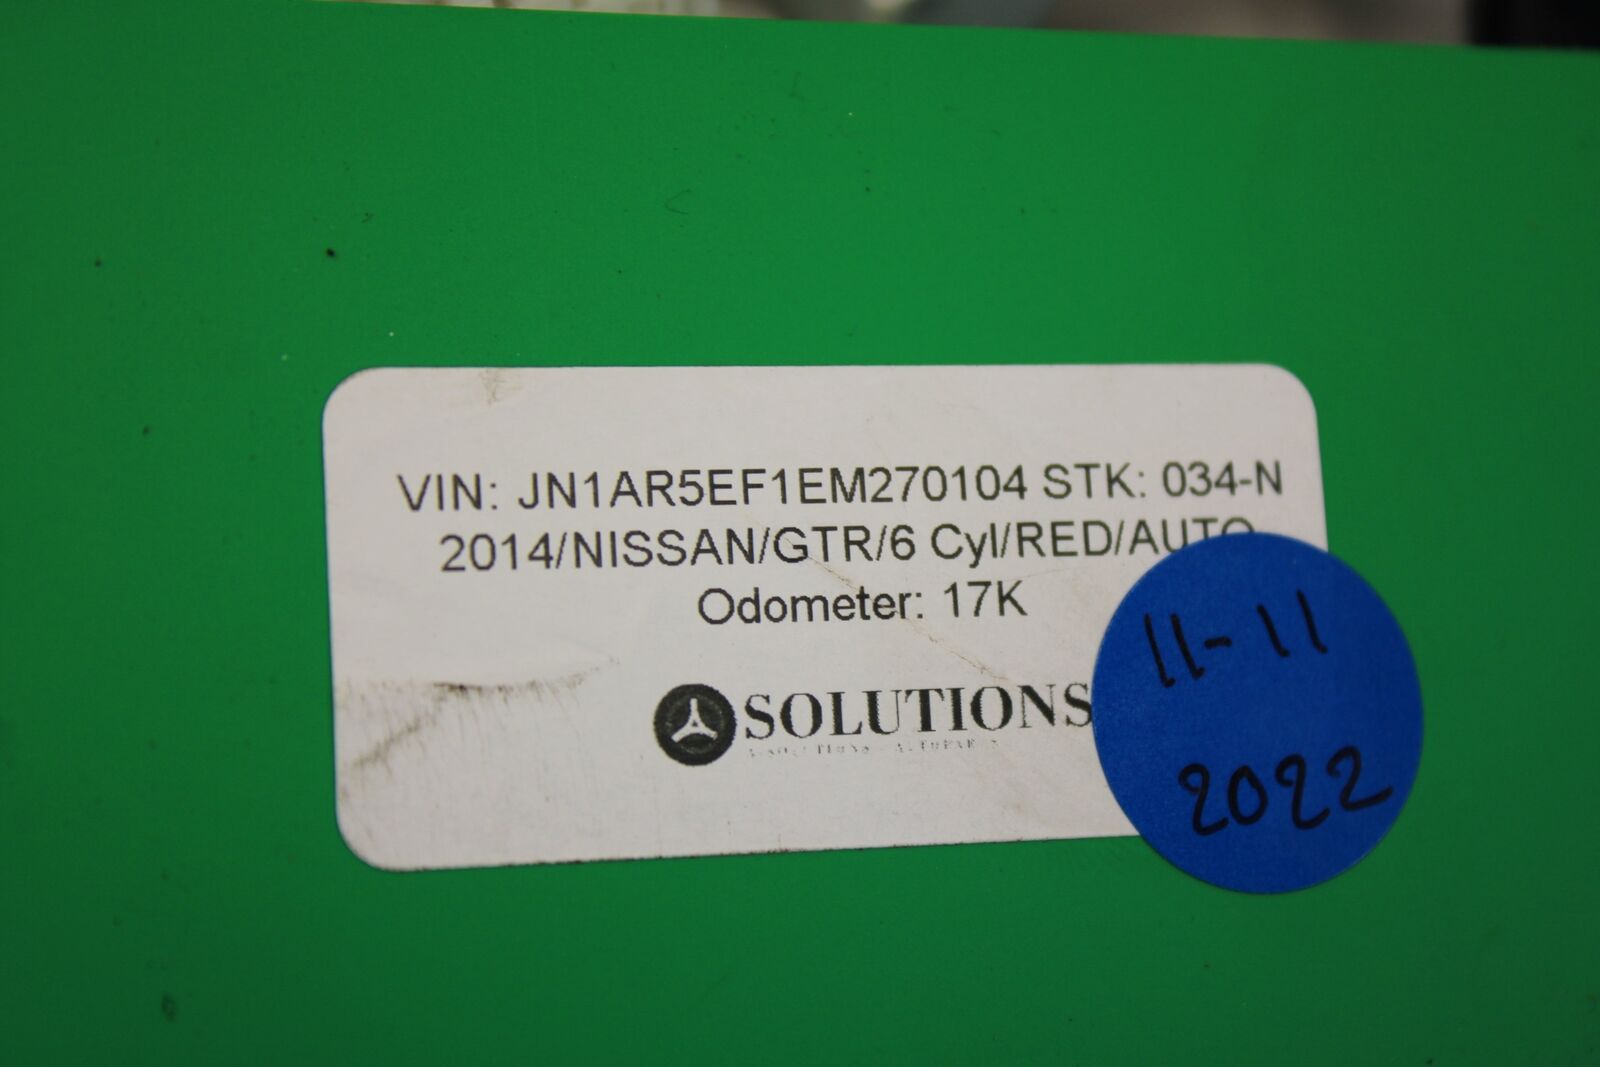 VIN: JN1AR5EF1EM270104 STK: 034-N
2014/NISSAN/GTR/6 Cyl/RED/AUTO
Odometer: 17K
SOLUTIONS
11-11
2022